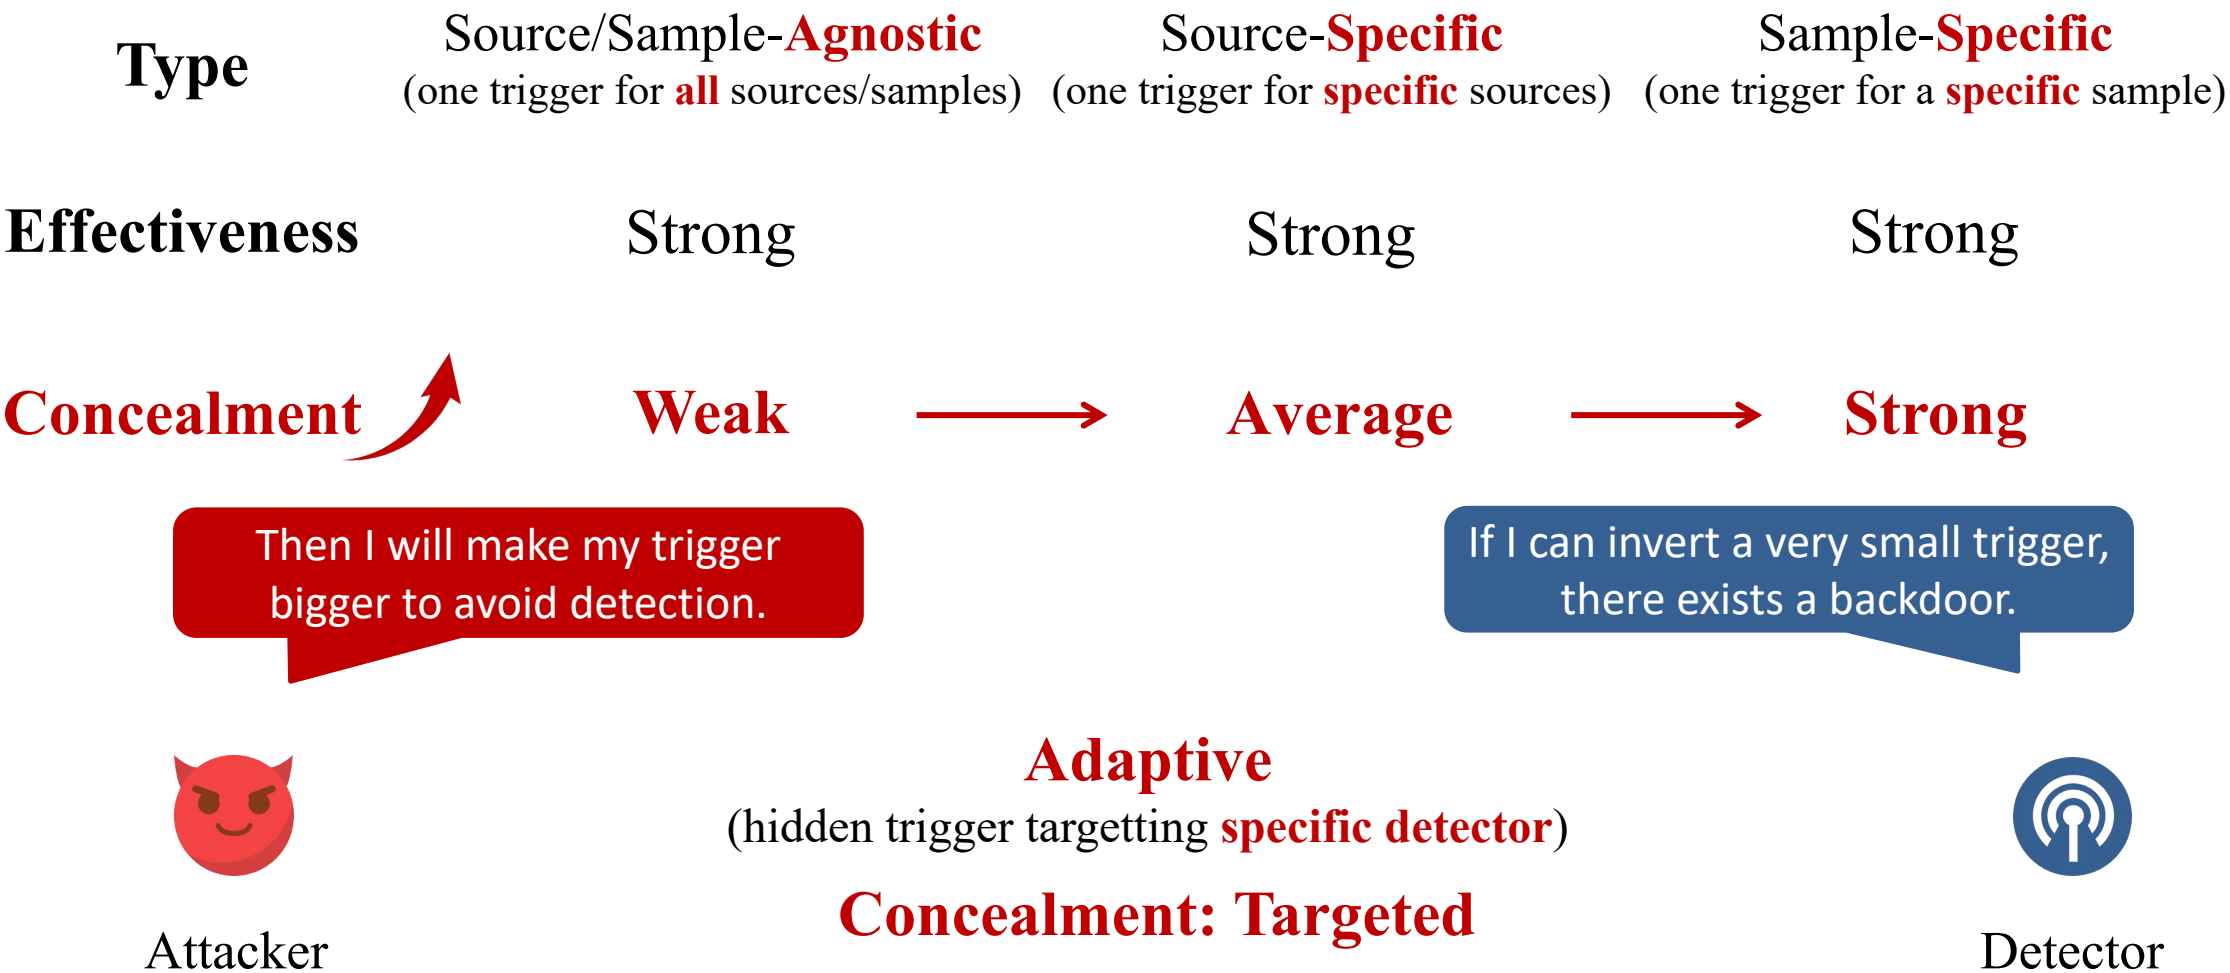 Type
Source/Sample-Agnostic
(one trigger for all sources/samples)
Source-Specific
(one trigger for specific sources)
Sample-Specific
(one trigger for a specific sample)
Effectiveness
Strong
Strong
Strong
Concealment
Weak
Average
Strong
Then I will make my trigger
bigger to avoid detection.
If I can invert a very small trigger,
there exists a backdoor.
Adaptive
(hidden trigger targetting specific detector)
Concealment: Targeted
Attacker
Detector